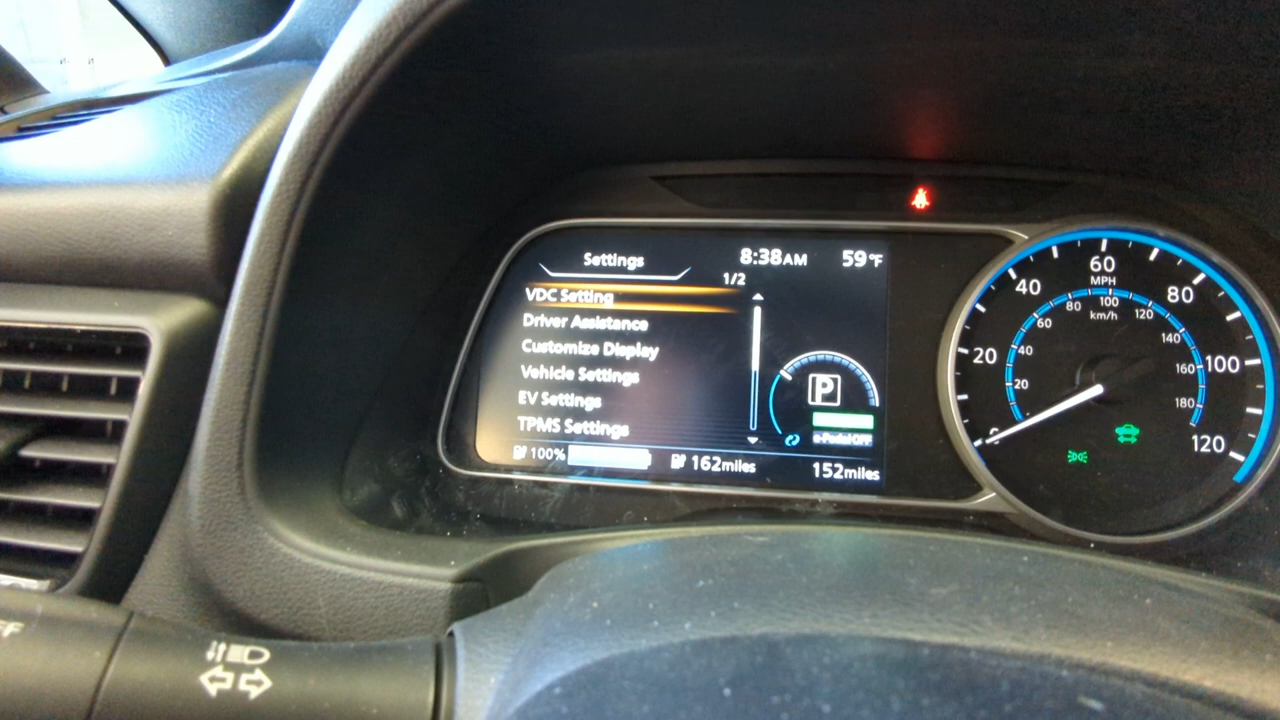 Settings
8:38AM
59°F
1/2
VDC Setting
Driver Assistance
Customize Display
Vehicle Settings
EV Settings
TPMS Settings
P
e-Pedal OFF
100%
162miles
152miles
0
20
40
60
80
100
120
MPH
20
40
60
80
100
120
140
160
180
km/h